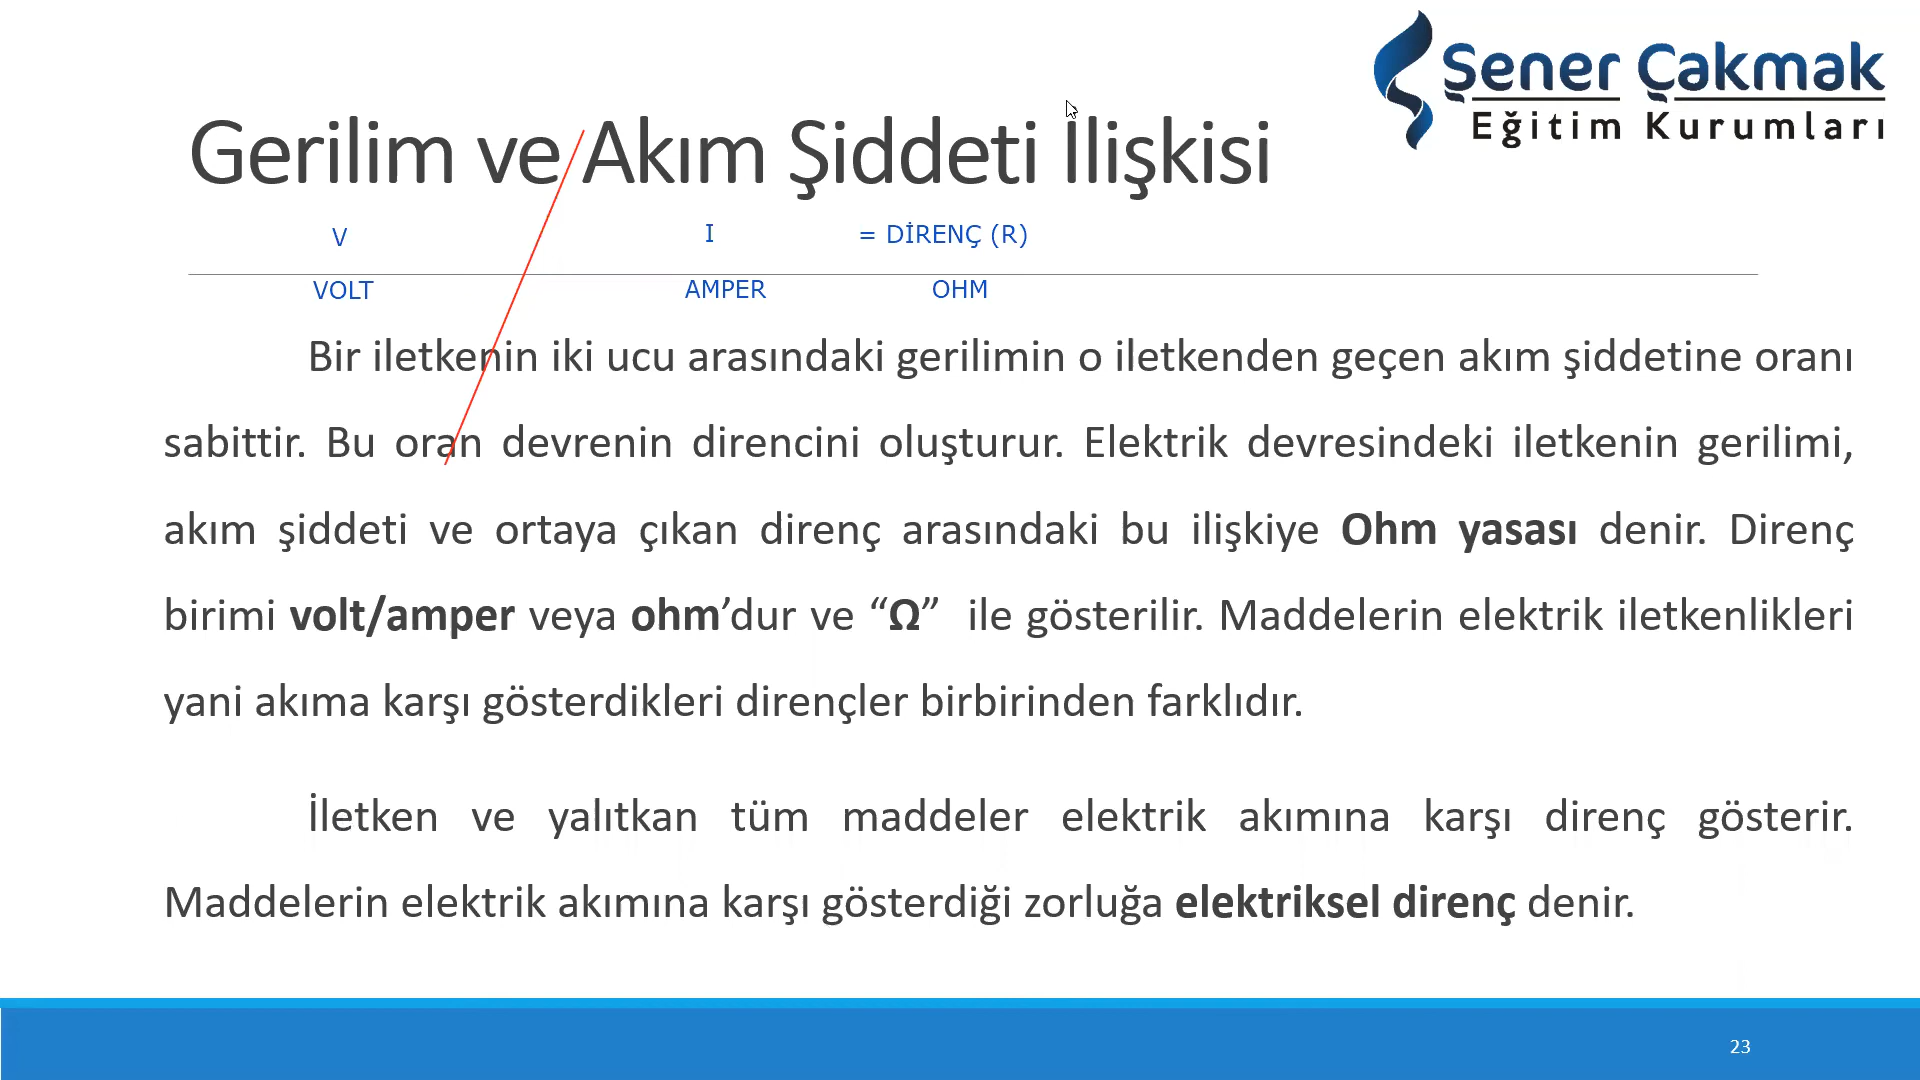 Şener Çakmak
Eğitim Kurumları
Gerilim ve Akım Şiddeti İlişkisi
V I = DİRENÇ (R)
VOLT AMPER OHM
Bir iletkenin iki ucu arasındaki gerilimin o iletkenden geçen akım şiddetine oranı
sabittir. Bu oran devrenin direncini oluşturur. Elektrik devresindeki iletkenin gerilimi,
akım şiddeti ve ortaya çıkan direnç arasındaki bu ilişkiye Ohm yasası denir. Direnç
birimi volt/amper veya ohm’dur ve “Ω” ile gösterilir. Maddelerin elektrik iletkenlikleri
yani akıma karşı gösterdikleri dirençler birbirinden farklıdır.
İletken ve yalıtkan tüm maddeler elektrik akımına karşı direnç gösterir.
Maddelerin elektrik akımına karşı gösterdiği zorluğa elektriksel direnç denir.
23